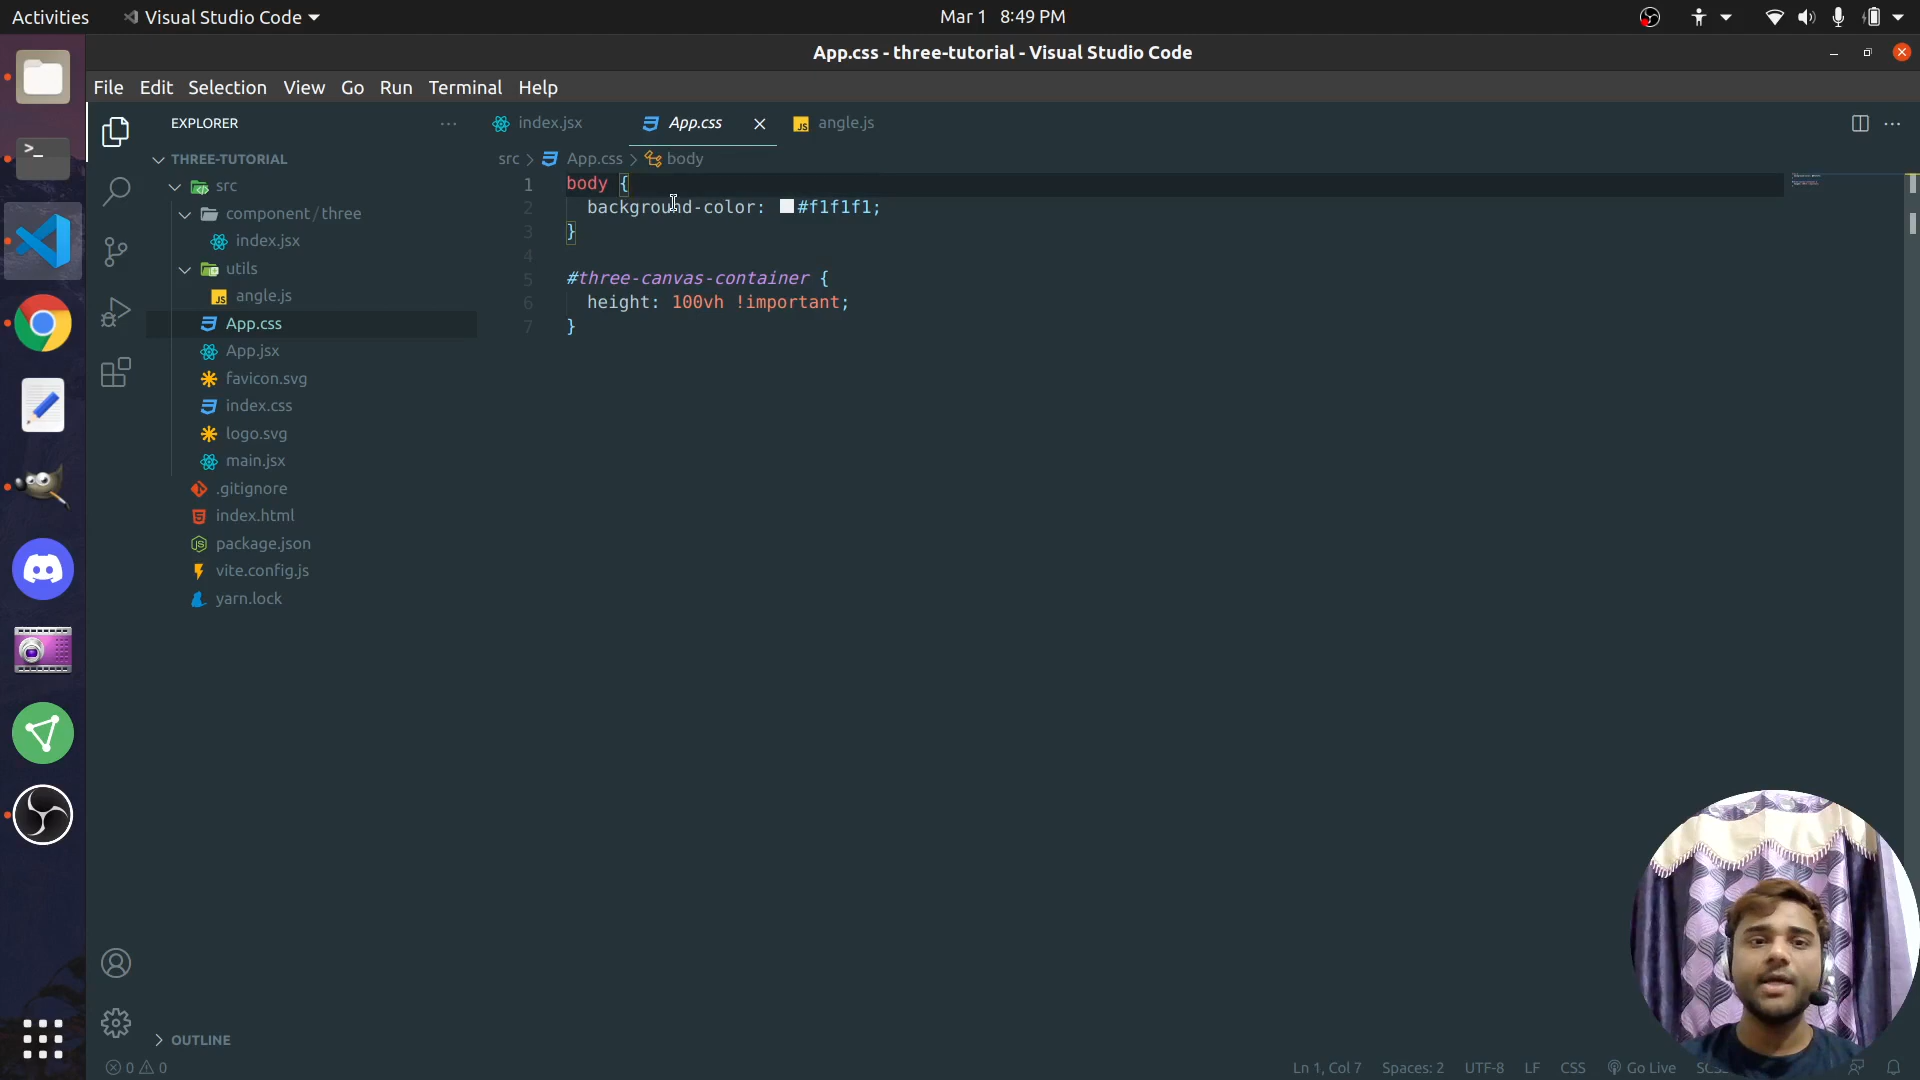 Activities
Visual Studio Code
Mar 1 8:49 PM
App.css - three-tutorial - Visual Studio Code
File Edit Selection View Go Run Terminal Help
EXPLORER
THREE-TUTORIAL
src
component / three
index.jsx
utils
angle.js
App.css
App.jsx
favicon.svg
index.css
logo.svg
main.jsx
.gitignore
index.html
package.json
vite.config.js
yarn.lock
OUTLINE
index.jsx
App.css
angle.js
src > App.css > body
1 body {
2 background-color: #f1f1f1;
3 }
4
5 #three-canvas-container {
6 height: 100vh !important;
7 }
0 0
Ln 1, Col 7 Spaces: 2 UTF-8 LF CSS Go Live